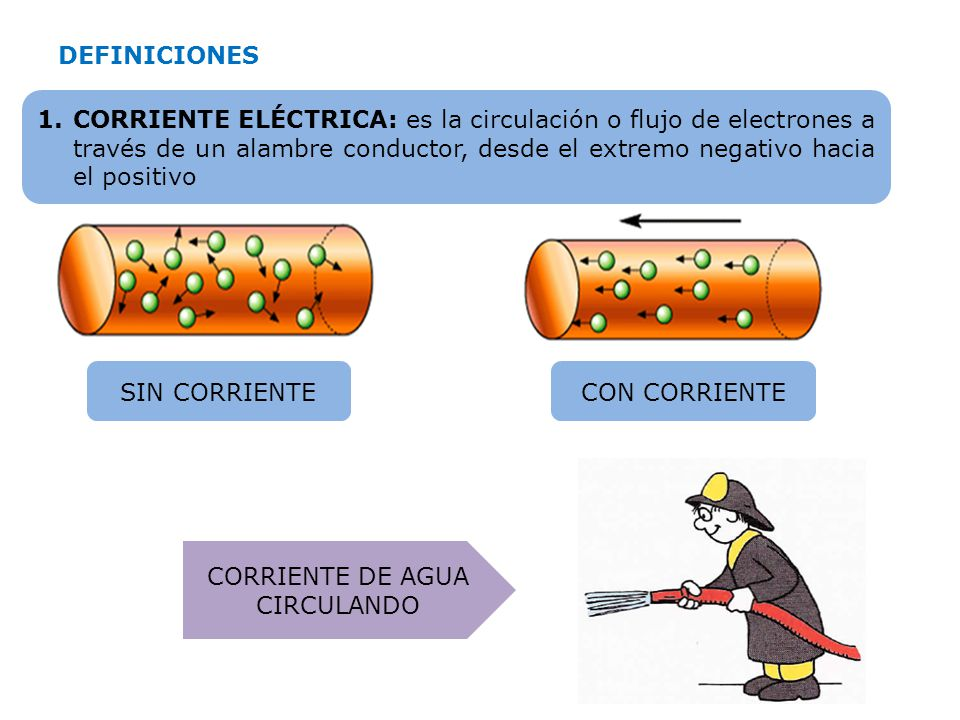 DEFINICIONES
1. CORRIENTE ELÉCTRICA: es la circulación o flujo de electrones a
través de un alambre conductor, desde el extremo negativo hacia
el positivo
SIN CORRIENTE
CON CORRIENTE
CORRIENTE DE AGUA
CIRCULANDO